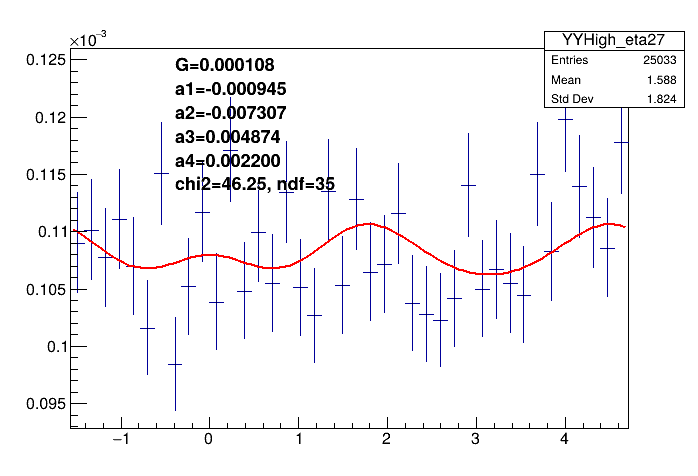 ×10⁻³
YYHigh_eta27
Entries 25033
Mean 1.588
Std Dev 1.824
G=0.000108
a1=-0.000945
a2=-0.007307
a3=0.004874
a4=0.002200
chi2=46.25, ndf=35
0.125
0.12
0.115
0.11
0.105
0.1
0.095
−1 0 1 2 3 4